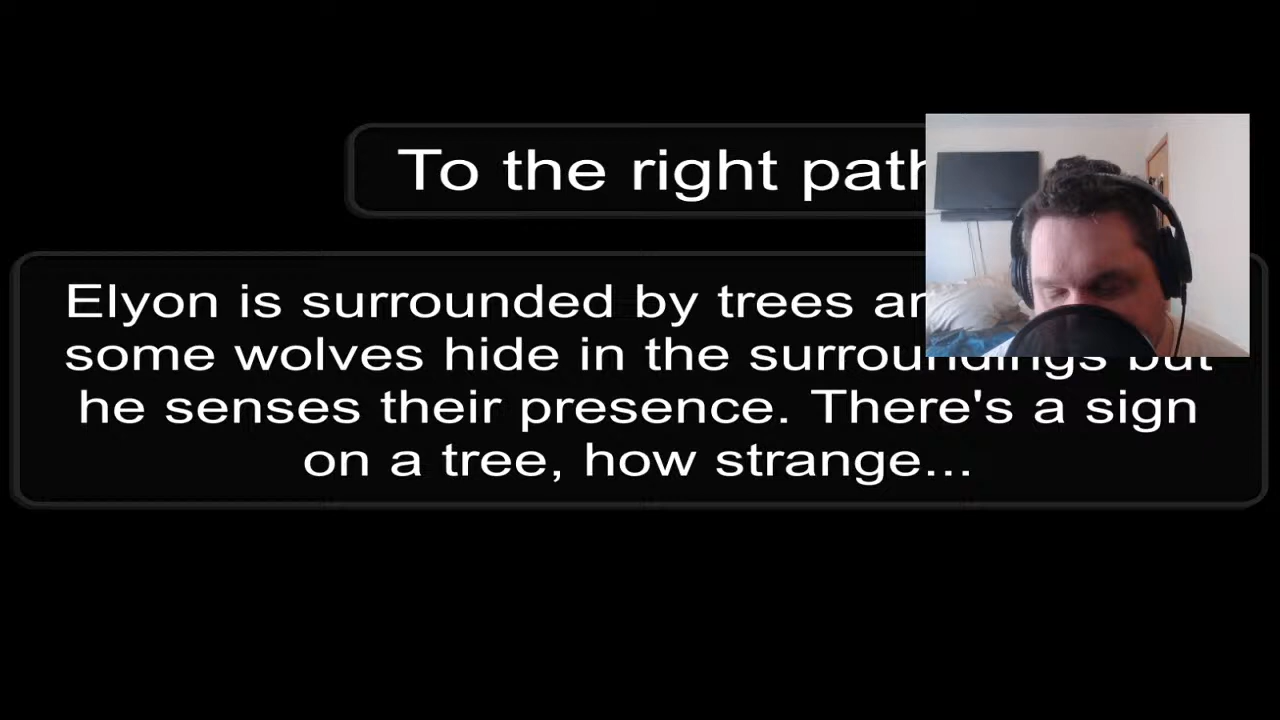 To the right path
Elyon is surrounded by trees
some wolves hide in the surroundings but
he senses their presence. There's a sign
on a tree, how strange...